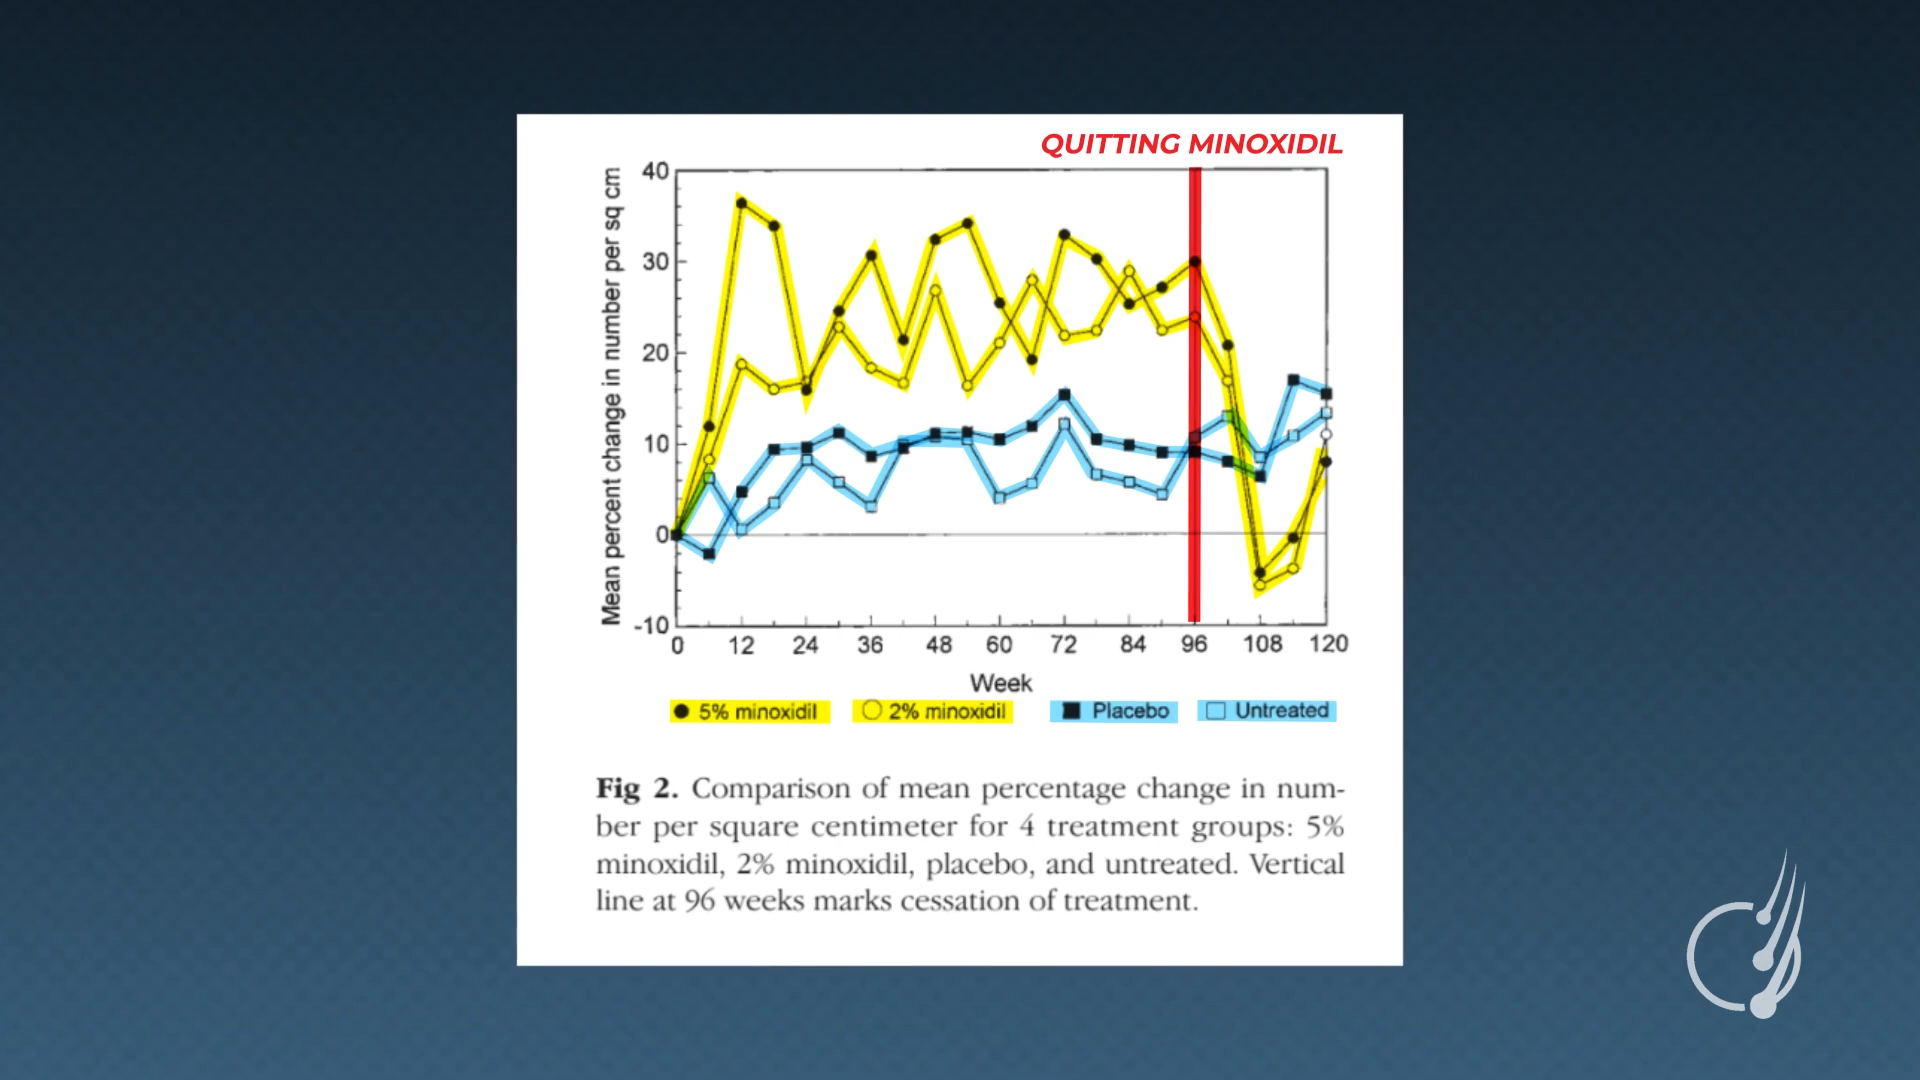 QUITTING MINOXIDIL
Mean percent change in number per sq cm
40
30
20
10
0
-10
0 12 24 36 48 60 72 84 96 108 120
Week
5% minoxidil 2% minoxidil Placebo Untreated
Fig 2. Comparison of mean percentage change in num-
ber per square centimeter for 4 treatment groups: 5%
minoxidil, 2% minoxidil, placebo, and untreated. Vertical
line at 96 weeks marks cessation of treatment.